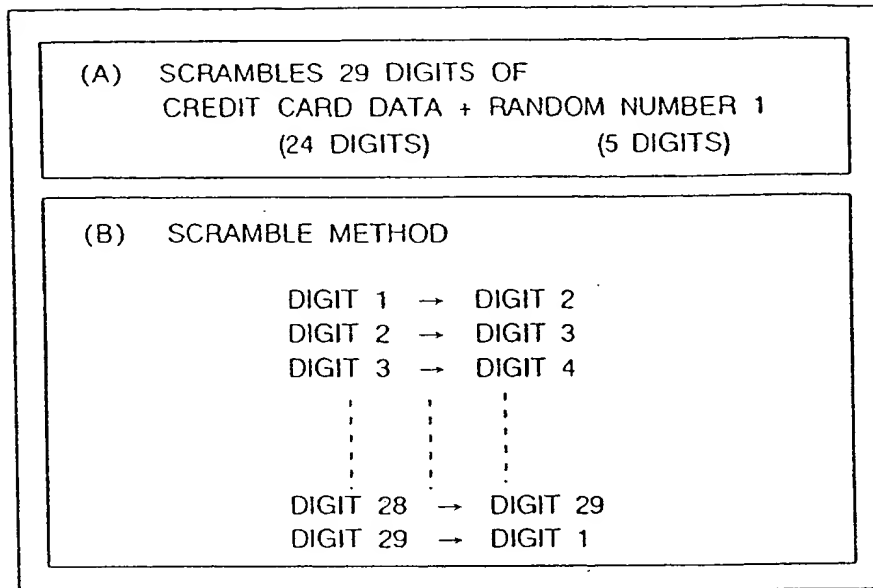 (A) SCRAMBLES 29 DIGITS OF
CREDIT CARD DATA + RANDOM NUMBER 1
(24 DIGITS) (5 DIGITS)
(B) SCRAMBLE METHOD
DIGIT 1 → DIGIT 2
DIGIT 2 → DIGIT 3
DIGIT 3 → DIGIT 4
DIGIT 28 → DIGIT 29
DIGIT 29 → DIGIT 1